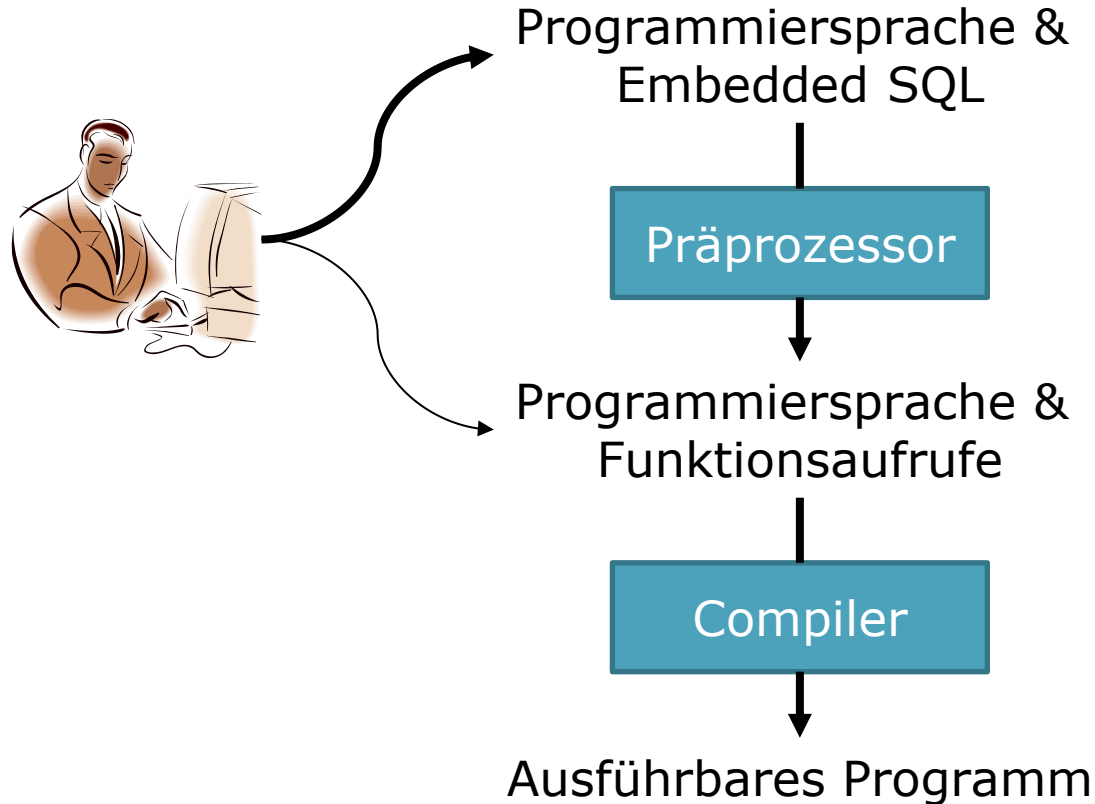 Programmiersprache &
Embedded SQL
Präprozessor
Programmiersprache &
Funktionsaufrufe
Compiler
Ausführbares Programm